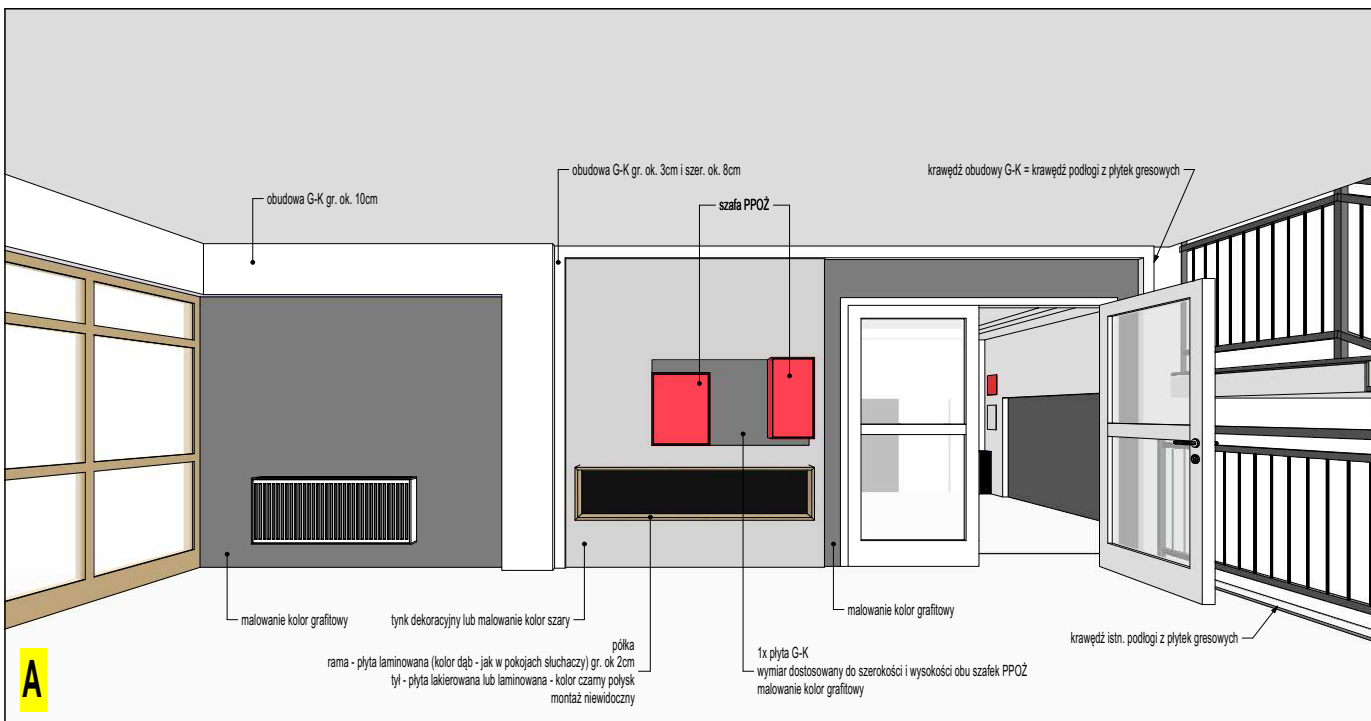 obudowa G-K gr. ok. 3cm i szer. ok. 8cm
krawędź obudowy G-K = krawędź podłogi z płytek gresowych
obudowa G-K gr. ok. 10cm
szafa PPOŻ
malowanie kolor grafitowy
tynk dekoracyjny lub malowanie kolor szary
malowanie kolor grafitowy
krawędź istn. podłogi z płytek gresowych
półka
rama - płyta laminowana (kolor dąb - jak w pokojach słuchaczy) gr. ok 2cm
tył - płyta lakierowana lub laminowana - kolor czarny połysk
montaż niewidoczny
1x płyta G-K
wymiar dostosowany do szerokości i wysokości obu szafek PPOŻ
malowanie kolor grafitowy
A